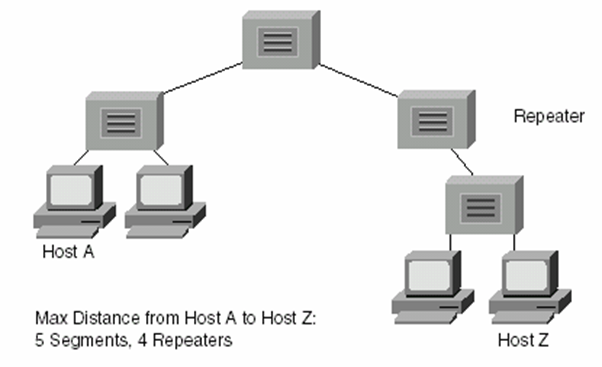 Repeater
Host A
Max Distance from Host A to Host Z:
5 Segments, 4 Repeaters
Host Z